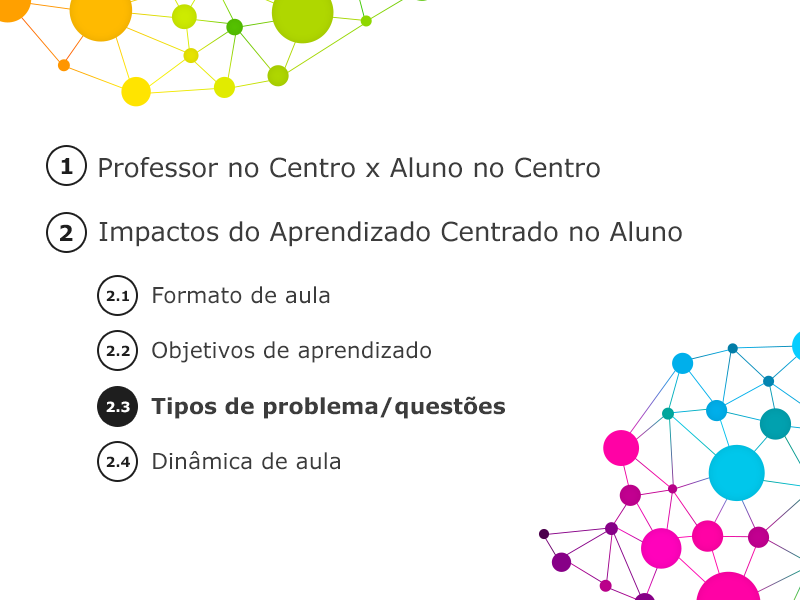 1 Professor no Centro x Aluno no Centro
2 Impactos do Aprendizado Centrado no Aluno
2.1 Formato de aula
2.2 Objetivos de aprendizado
2.3 Tipos de problema/questões
2.4 Dinâmica de aula